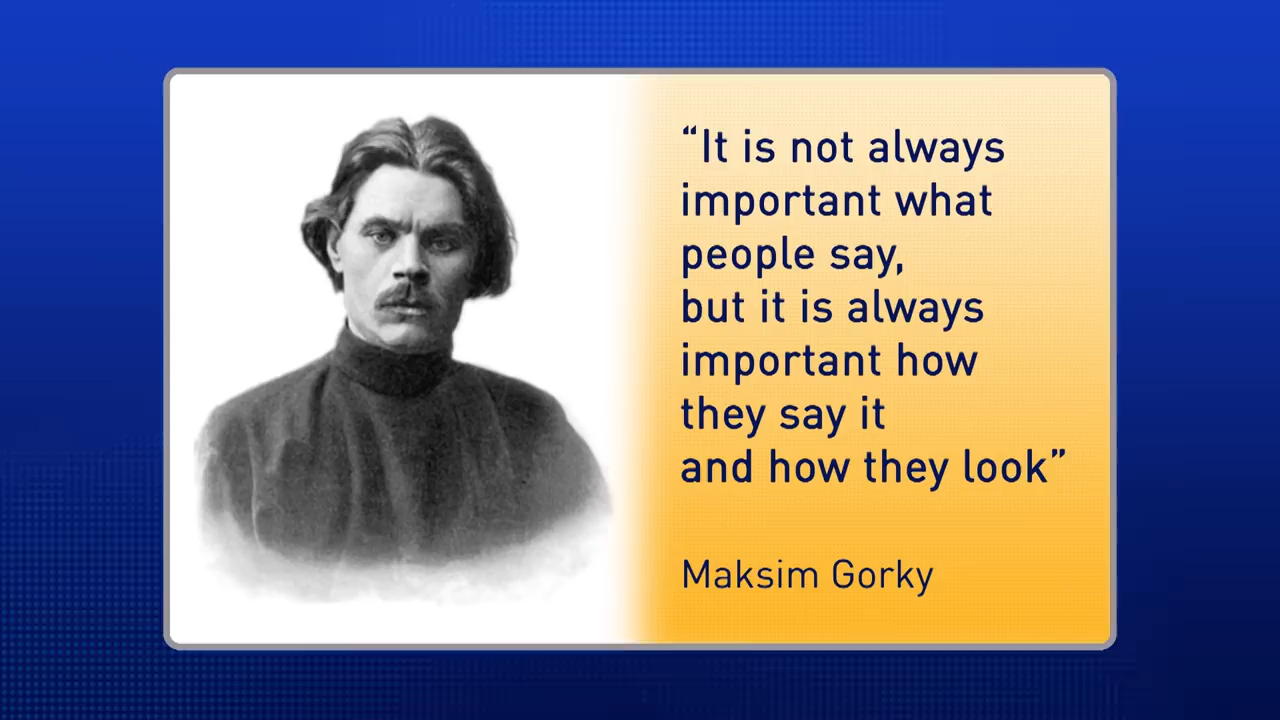 “It is not always
important what
people say,
but it is always
important how
they say it
and how they look”
Maksim Gorky